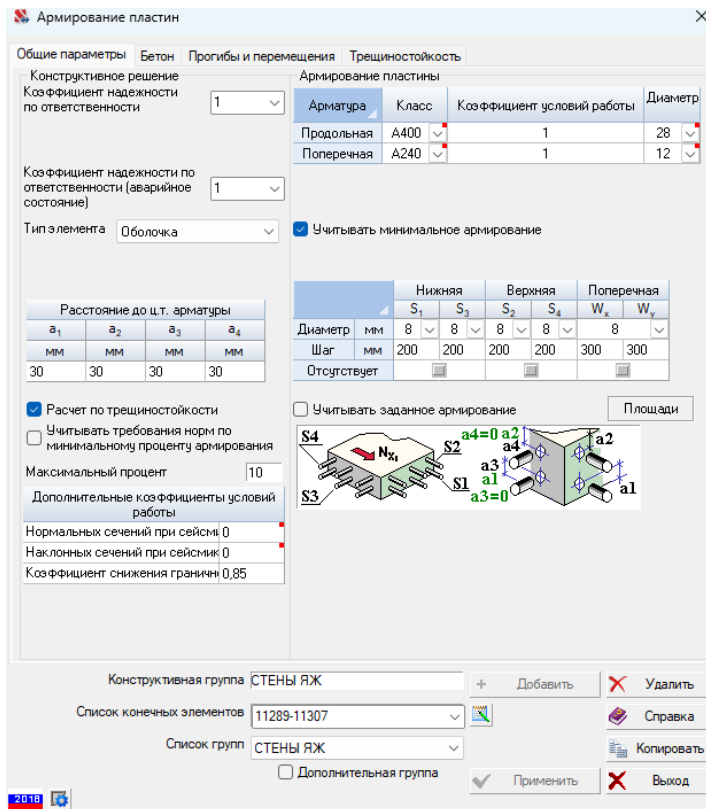 Армирование пластин
Общие параметры Бетон Прогибы и перемещения Трещиностойкость
Конструктивное решение
Коэффициент надежности
по ответственности
1
Коэффициент надежности по
ответственности (аварийное
состояние)
1
Тип элемента Оболочка
Расстояние до ц.т. арматуры
a1 a2 a3 a4
мм мм мм мм
30 30 30 30
Расчет по трещиностойкости
Учитывать требования норм по
минимальному проценту армирования
Максимальный процент 10
Дополнительные коэффициенты условий
работы
Нормальных сечений при сейсми 0
Наклонных сечений при сейсмик 0
Коэффициент снижения граничн 0,85
Армирование пластины
Арматура Класс Коэффициент условий работы Диаметр
Продольная A400 1 28
Поперечная A240 1 12
Учитывать минимальное армирование
Нижняя Верхняя Поперечная
S1 S3 S2 S4 Wx Wy
Диаметр мм 8 8 8 8 8
Шаг мм 200 200 200 200 300 300
Отсутствует
Учитывать заданное армирование Площади
S4 Nx1 S2 S3 S1
a4=0 a2 a4 a2
a3 a1 a3=0 a1
Конструктивная группа СТЕНЫ ЯЖ + Добавить Удалить
Список конечных элементов 11289-11307 Справка
Список групп СТЕНЫ ЯЖ Копировать
Дополнительная группа Применить Выход
2018